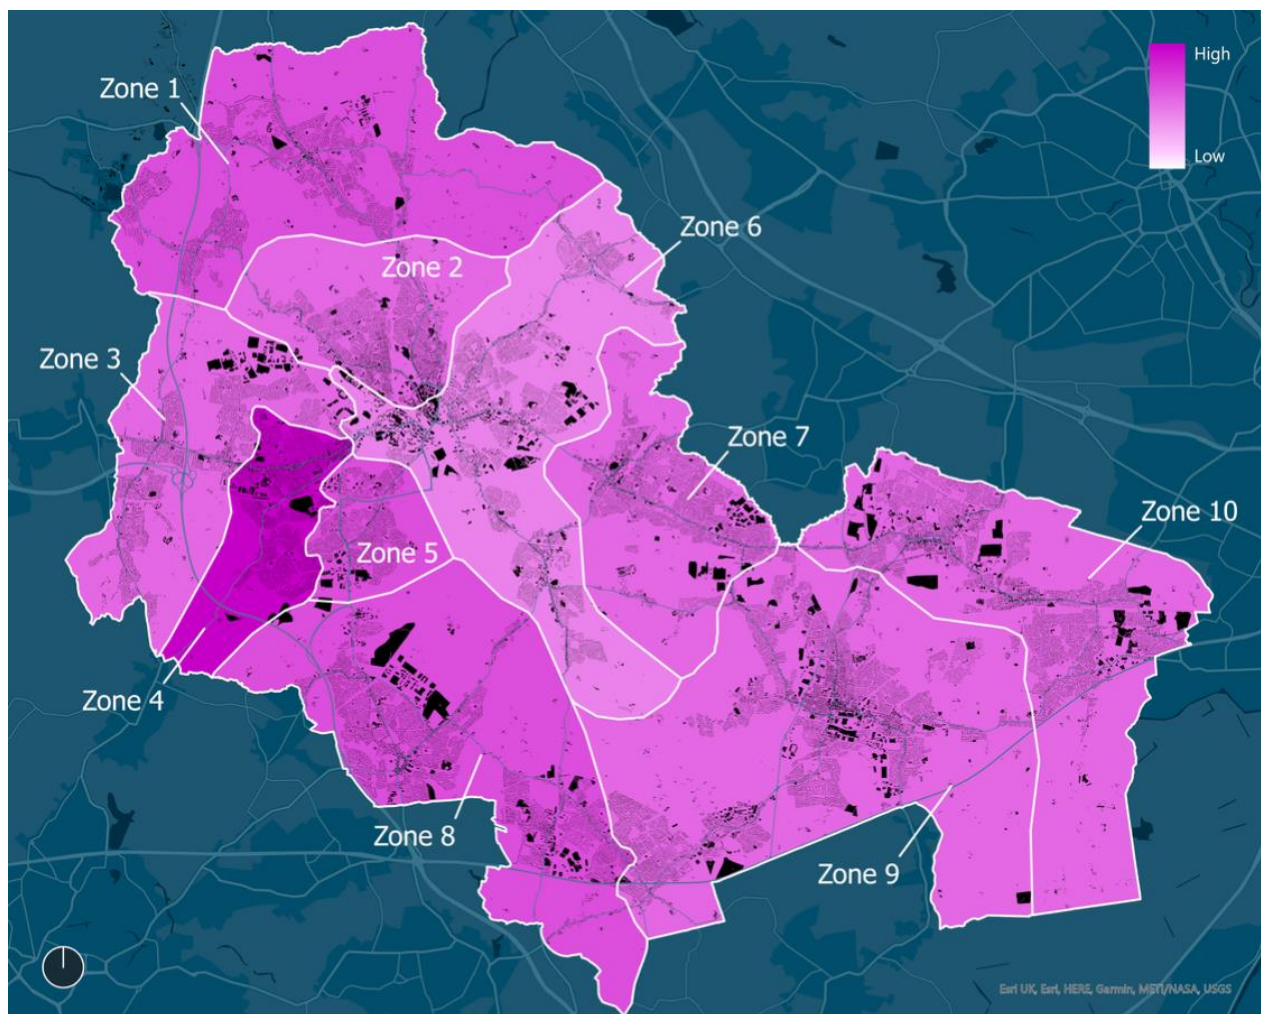 High
Low
Zone 1
Zone 2
Zone 6
Zone 3
Zone 7
Zone 10
Zone 5
Zone 4
Zone 8
Zone 9
Esri UK, Esri, HERE, Garmin, METI/NASA, USGS